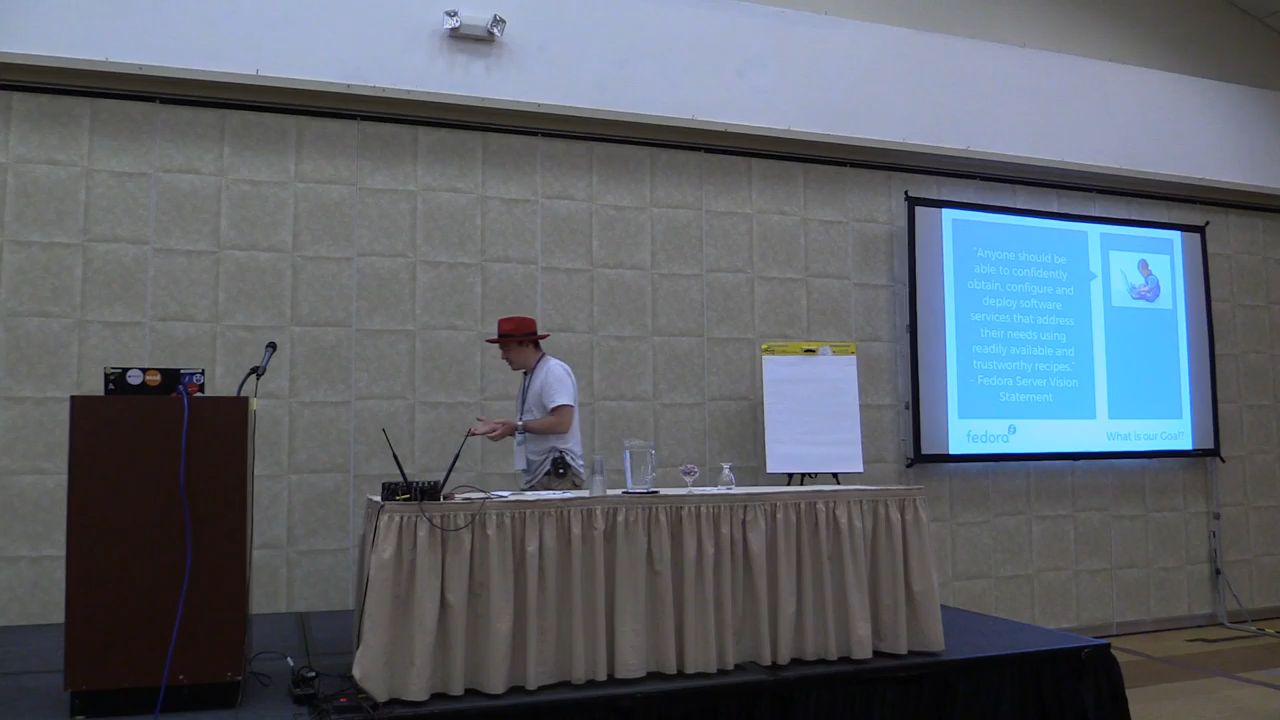 "Anyone should be
able to confidently
obtain, configure and
deploy software
services that address
their needs using
readily available and
trustworthy recipes."
- Fedora Server Vision
Statement
fedora
What is our Goal?